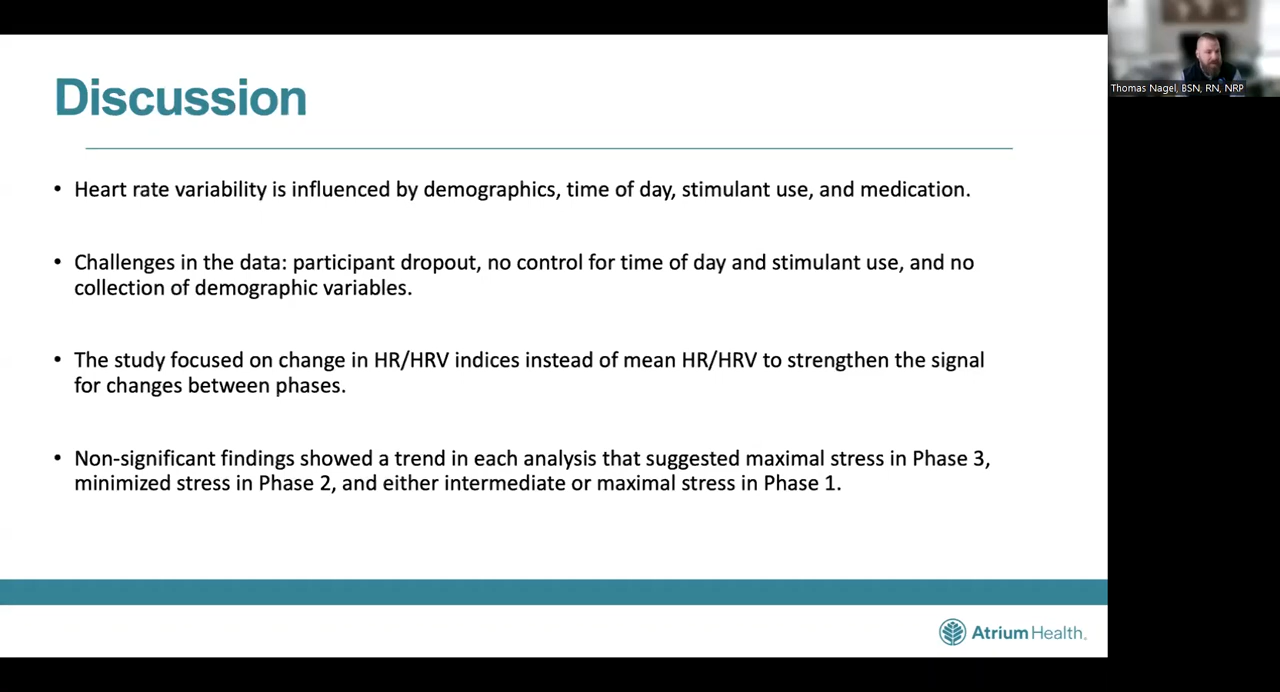 Discussion
• Heart rate variability is influenced by demographics, time of day, stimulant use, and medication.
• Challenges in the data: participant dropout, no control for time of day and stimulant use, and no
collection of demographic variables.
• The study focused on change in HR/HRV indices instead of mean HR/HRV to strengthen the signal
for changes between phases.
• Non-significant findings showed a trend in each analysis that suggested maximal stress in Phase 3,
minimized stress in Phase 2, and either intermediate or maximal stress in Phase 1.
Atrium Health.
Thomas Nagel, BSN, RN, NRP